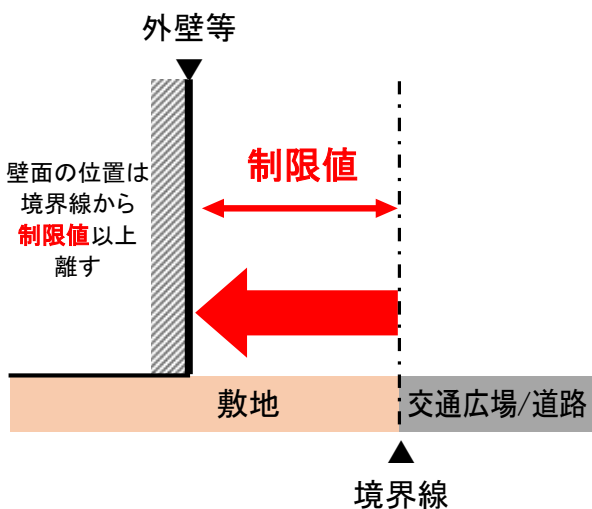 外壁等
制限値
壁面の位置は
境界線から
制限値以上
離す
敷地
交通広場/道路
境界線